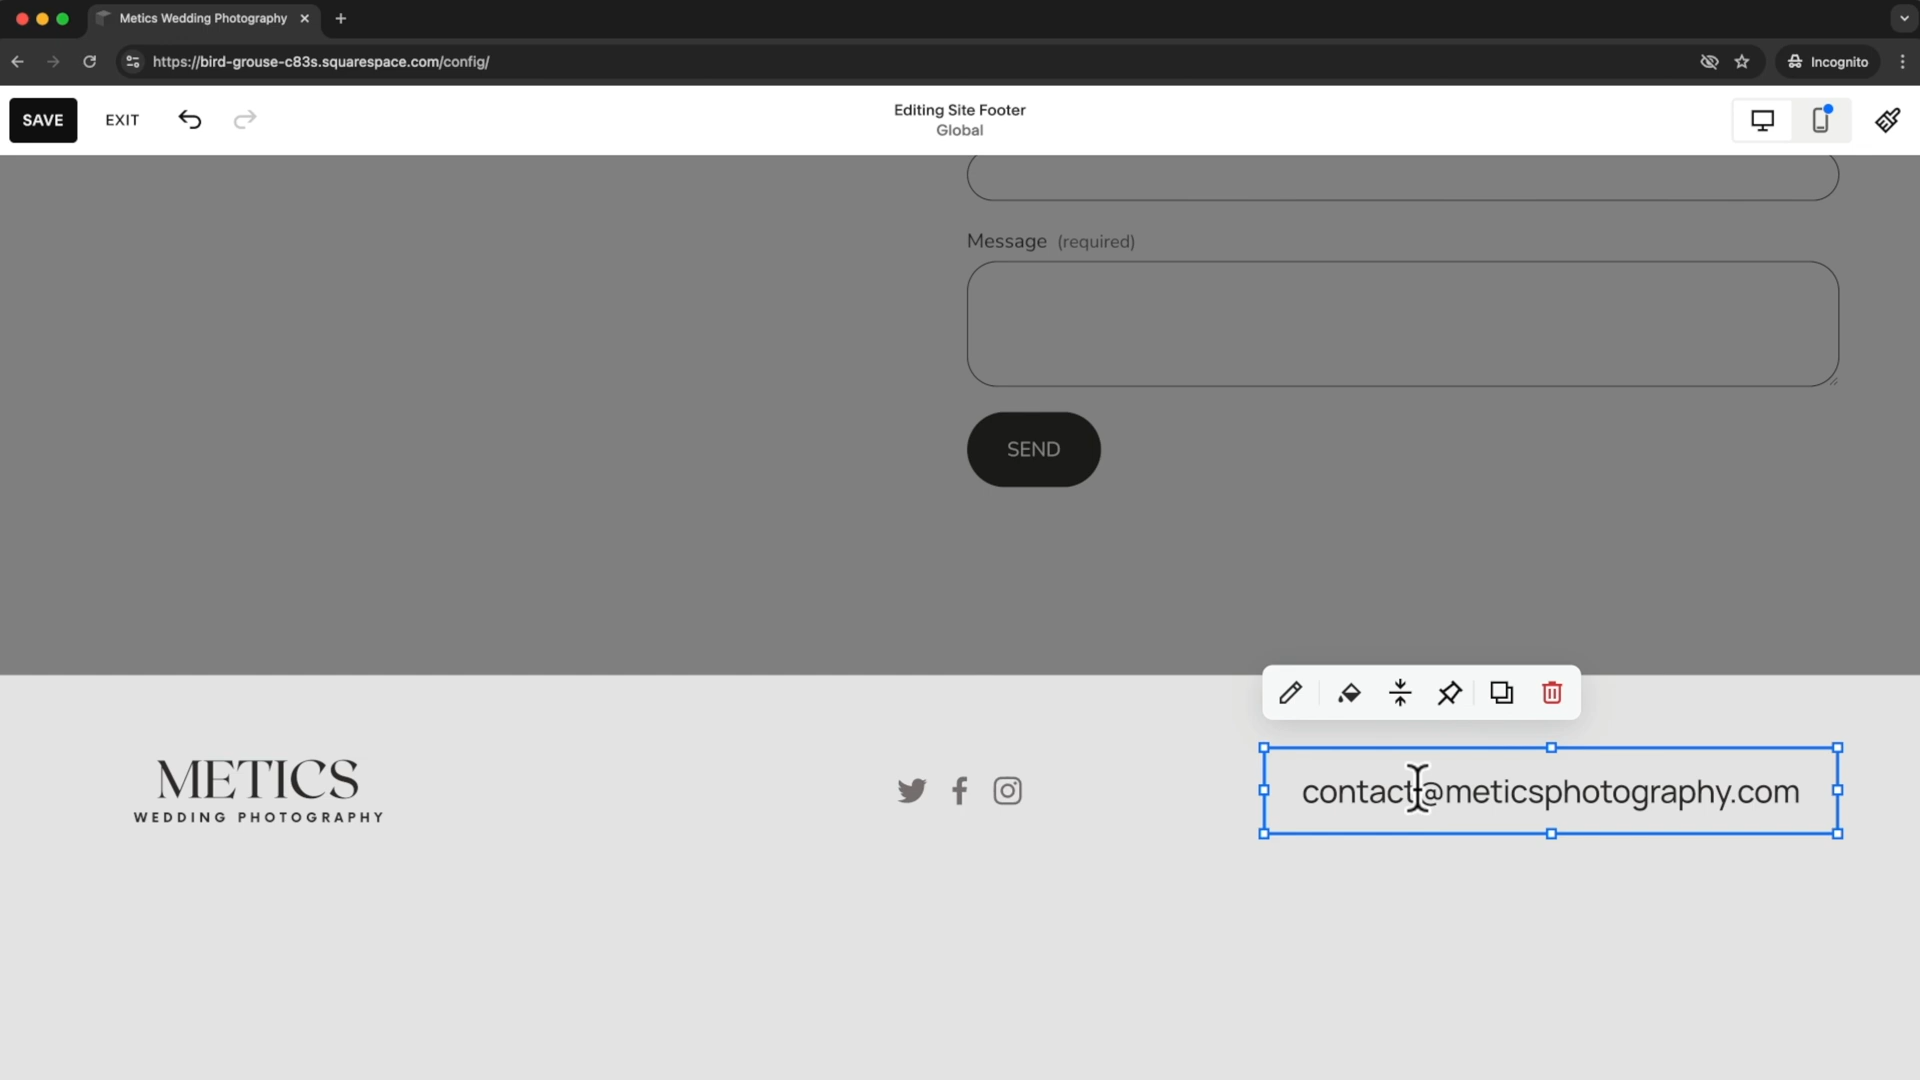 Metics Wedding Photography
https://bird-grouse-c83s.squarespace.com/config/
Incognito
SAVE
EXIT
Editing Site Footer
Global
Message (required)
SEND
METICS
WEDDING PHOTOGRAPHY
contact@meticsphotography.com